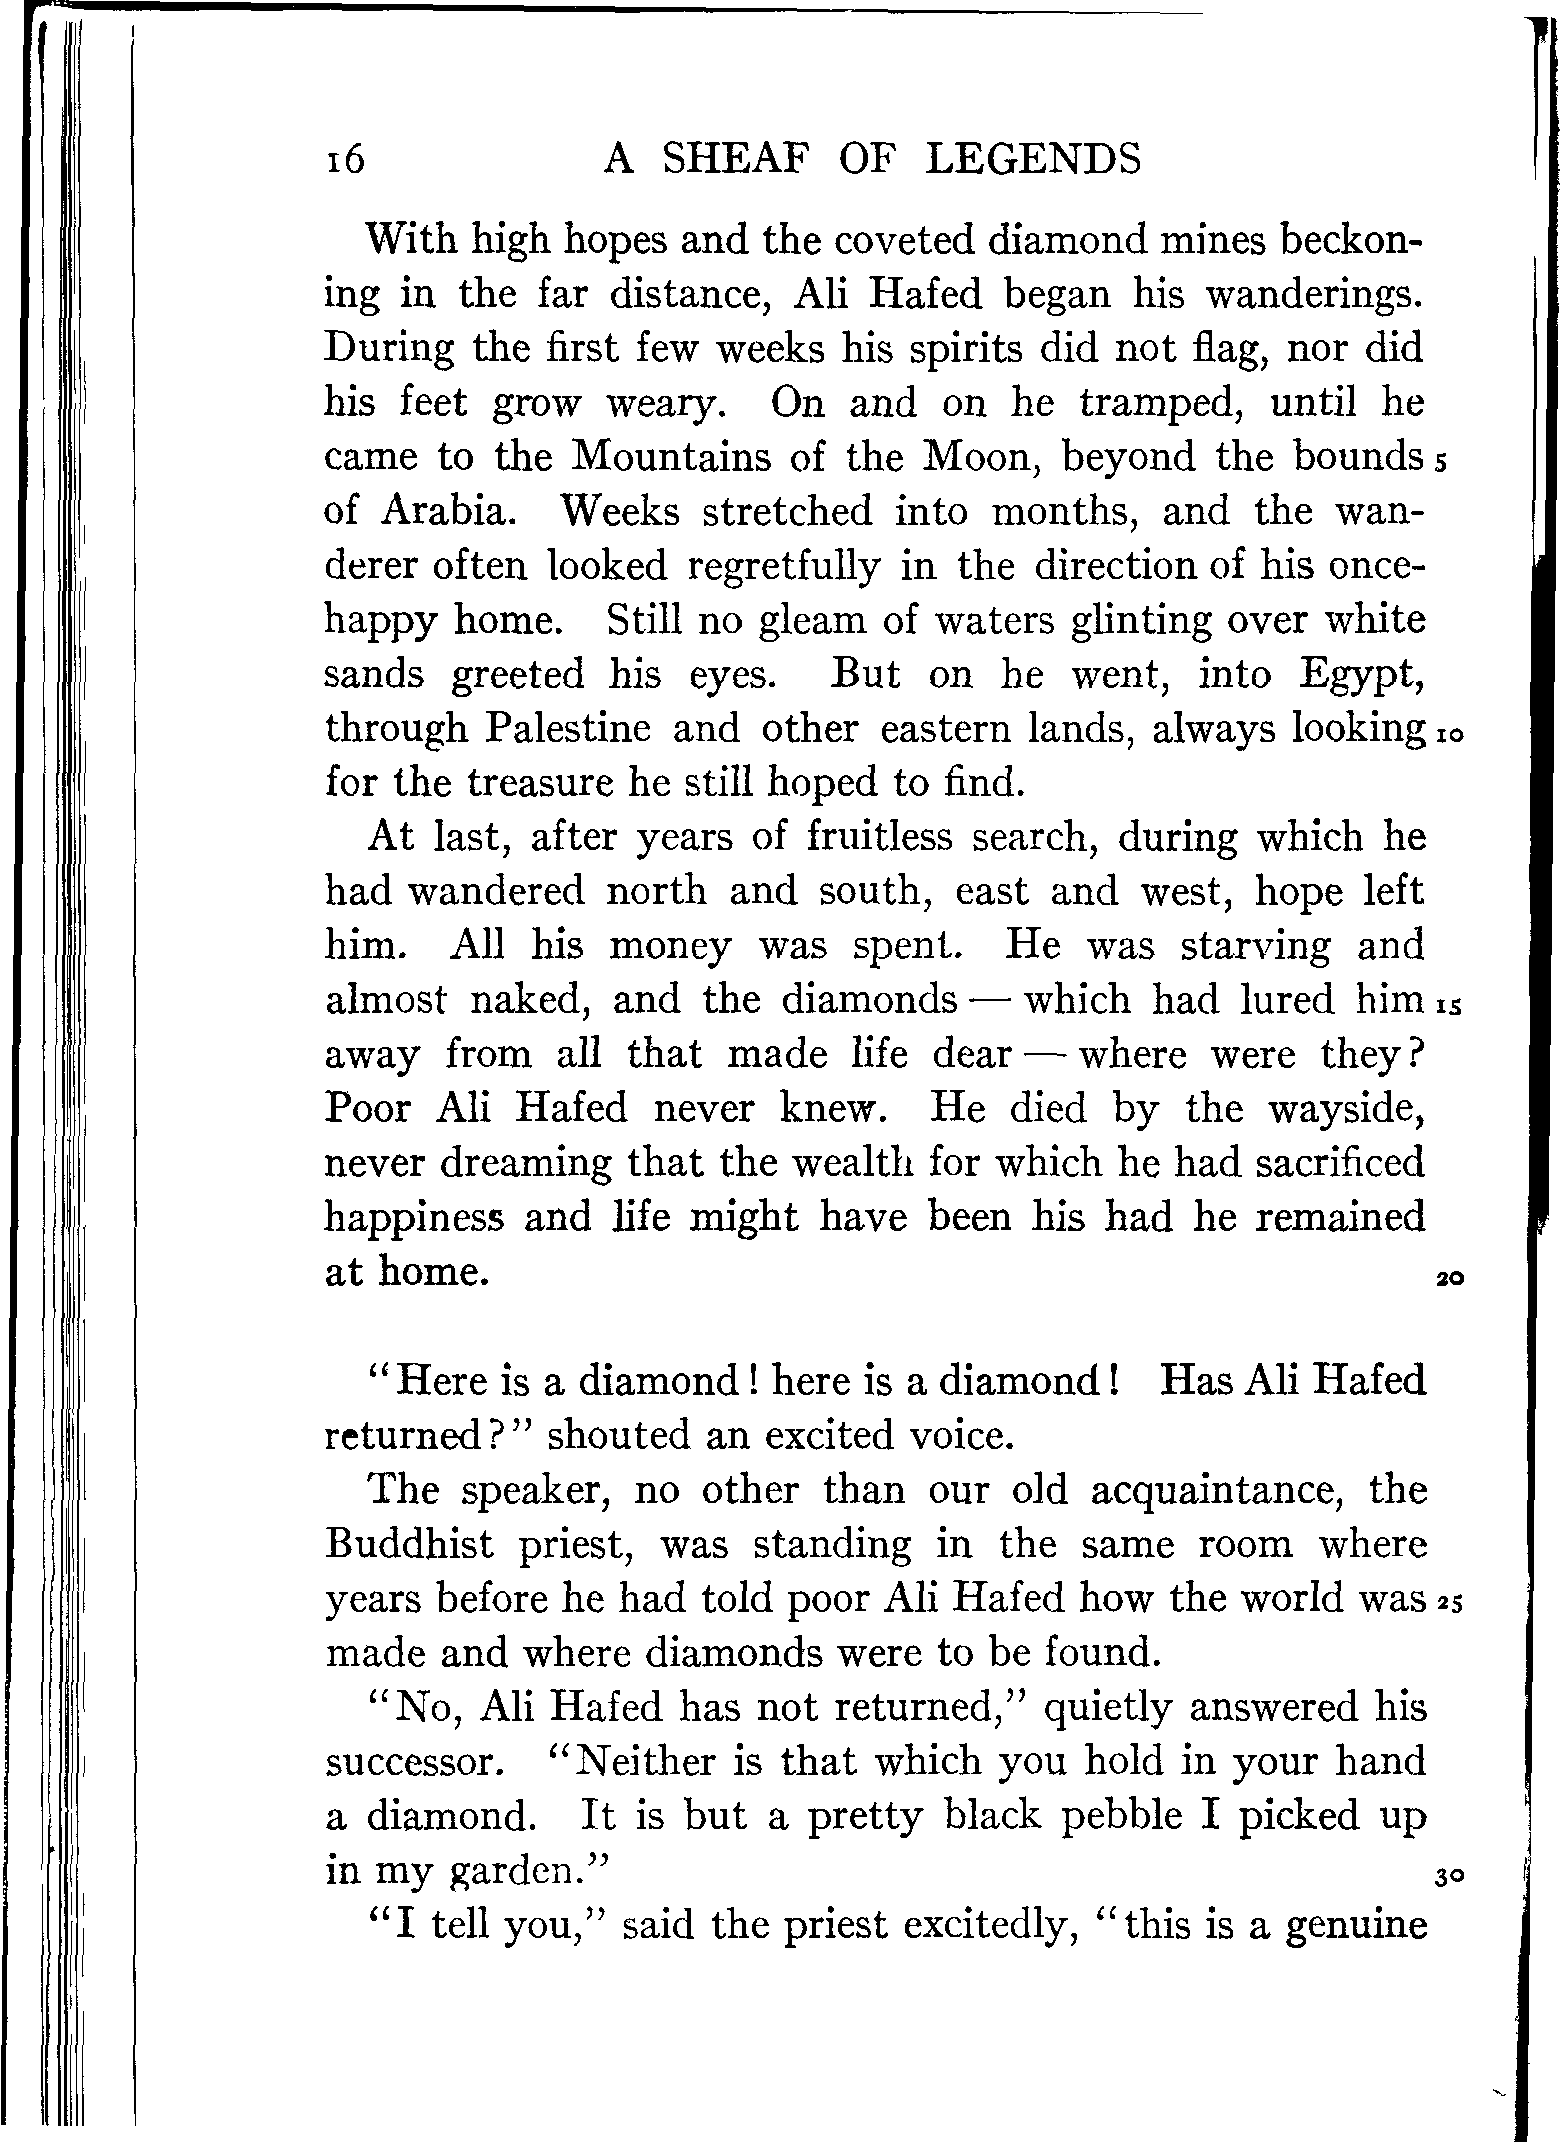 16 A SHEAF OF LEGENDS
With high hopes and the coveted diamond mines beckon-
ing in the far distance, Ali Hafed began his wanderings.
During the first few weeks his spirits did not flag, nor did
his feet grow weary. On and on he tramped, until he
came to the Mountains of the Moon, beyond the bounds 5
of Arabia. Weeks stretched into months, and the wan-
derer often looked regretfully in the direction of his once-
happy home. Still no gleam of waters glinting over white
sands greeted his eyes. But on he went, into Egypt,
through Palestine and other eastern lands, always looking 10
for the treasure he still hoped to find.
At last, after years of fruitless search, during which he
had wandered north and south, east and west, hope left
him. All his money was spent. He was starving and
almost naked, and the diamonds — which had lured him 15
away from all that made life dear — where were they?
Poor Ali Hafed never knew. He died by the wayside,
never dreaming that the wealth for which he had sacrificed
happiness and life might have been his had he remained
at home. 20
"Here is a diamond! here is a diamond! Has Ali Hafed
returned?" shouted an excited voice.
The speaker, no other than our old acquaintance, the
Buddhist priest, was standing in the same room where
years before he had told poor Ali Hafed how the world was 25
made and where diamonds were to be found.
"No, Ali Hafed has not returned," quietly answered his
successor. "Neither is that which you hold in your hand
a diamond. It is but a pretty black pebble I picked up
in my garden." 30
"I tell you," said the priest excitedly, "this is a genuine